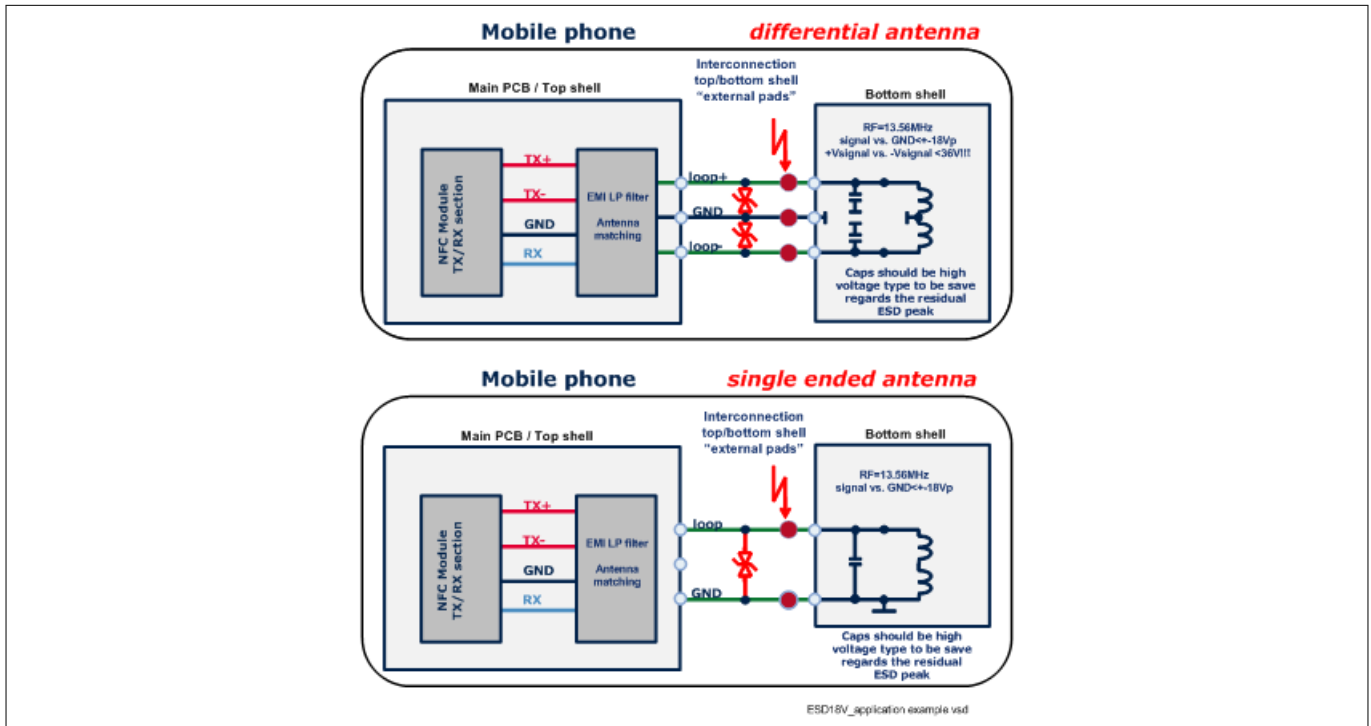 Mobile phone
differential antenna
Interconnection
top/bottom shell
"external pads"
Main PCB / Top shell
Bottom shell
RF=13.56MHz
signal vs. GND<+-18Vp
+Vsignal vs. -Vsignal <36V!!!
NFC Module
TX/RX section
TX+
TX-
GND
RX
EMI LP filter
Antenna
matching
loop+
GND
loop-
Caps should be high
voltage type to be save
regards the residual
ESD peak
Mobile phone
single ended antenna
Interconnection
top/bottom shell
"external pads"
Main PCB / Top shell
Bottom shell
RF=13.56MHz
signal vs. GND<+-18Vp
NFC Module
TX/RX section
TX+
TX-
GND
RX
EMI LP filter
Antenna
matching
loop
GND
Caps should be high
voltage type to be save
regards the residual
ESD peak
ESD18V_application example vsd